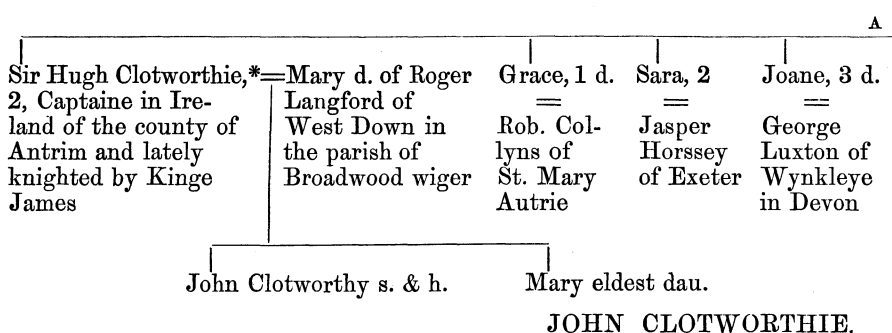 A
Sir Hugh Clotworthie,*=Mary d. of Roger
2, Captaine in Ire-
land of the county of
Antrim and lately
knighted by Kinge
James
Langford of
West Down in
the parish of
Broadwood wiger
Grace, 1 d.
=
Rob. Col-
lyns of
St. Mary
Autrie
Sara, 2
=
Jasper
Horssey
of Exeter
Joane, 3 d.
=
George
Luxton of
Wynkleye
in Devon
John Clotworthy s. & h.
Mary eldest dau.
JOHN CLOTWORTHIE.